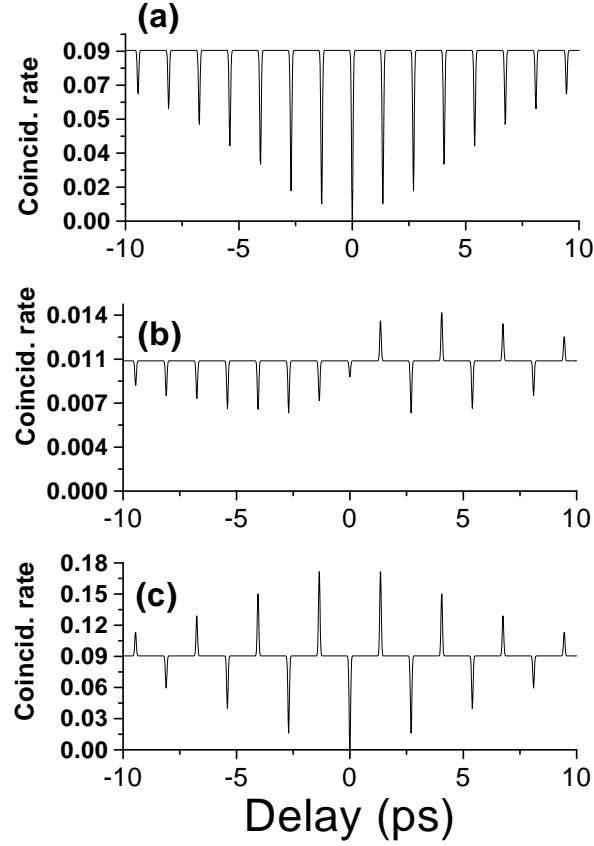 (a)
Coincid. rate
0.09
0.07
0.05
0.04
0.02
0.00
-10 -5 0 5 10
(b)
Coincid. rate
0.014
0.011
0.007
0.004
0.000
-10 -5 0 5 10
(c)
Coincid. rate
0.18
0.15
0.12
0.09
0.06
0.03
0.00
-10 -5 0 5 10
Delay (ps)